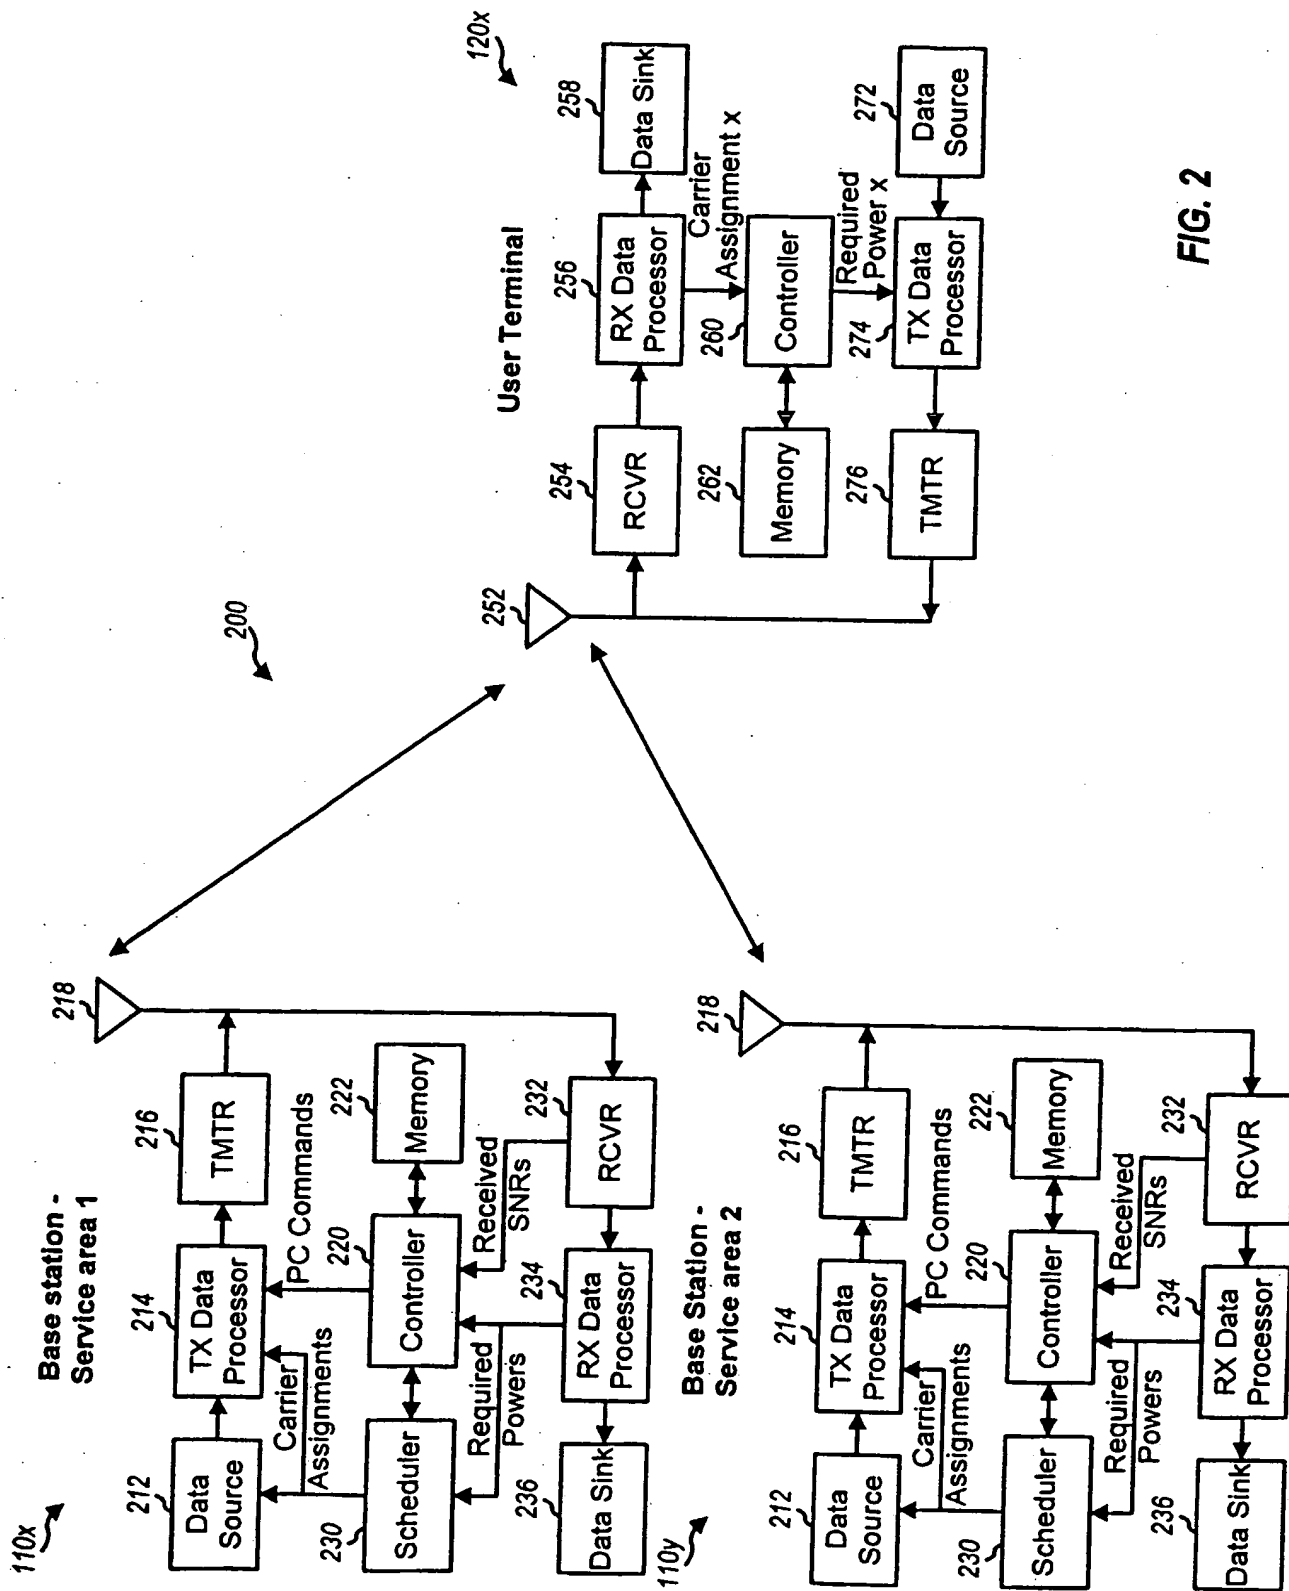 110x
Base station -
Service area 1
212
Data
Source
214
TX Data
Processor
216
TMTR
218
Carrier
Assignments
PC Commands
230
Scheduler
220
Controller
222
Memory
Required
Powers
Received
SNRs
236
Data Sink
234
RX Data
Processor
232
RCVR
110y
Base Station -
Service area 2
212
Data
Source
214
TX Data
Processor
216
TMTR
218
Carrier
Assignments
PC Commands
230
Scheduler
220
Controller
222
Memory
Required
Powers
Received
SNRs
236
Data Sink
234
RX Data
Processor
232
RCVR
200
120x
User Terminal
252
254
RCVR
256
RX Data
Processor
258
Data Sink
Carrier
Assignment x
262
Memory
260
Controller
Required
Power x
276
TMTR
274
TX Data
Processor
272
Data
Source
FIG. 2